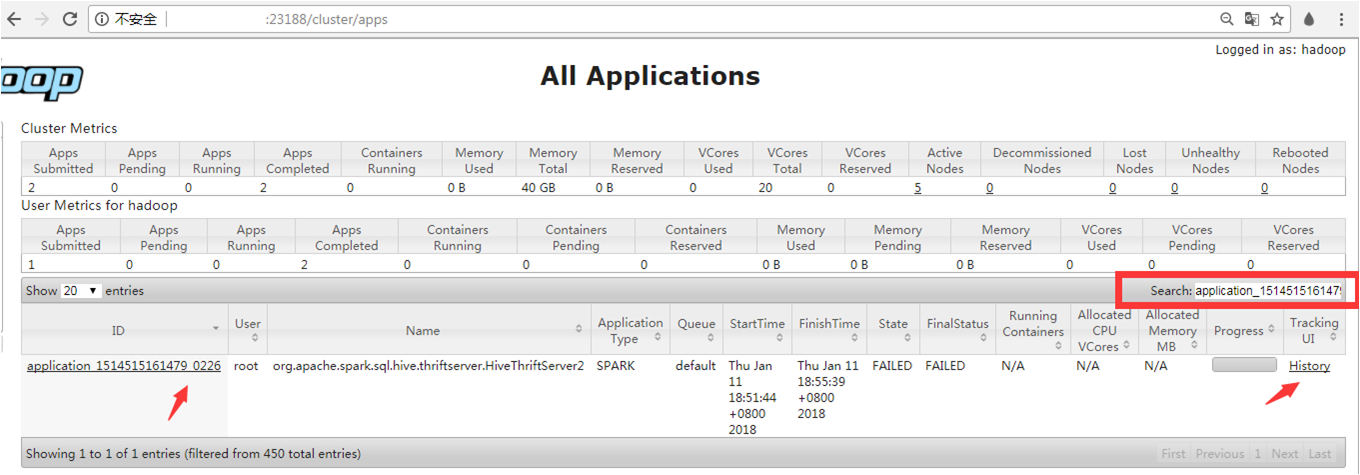 不安全 :23188/cluster/apps
Logged in as: hadoop
oop
All Applications
Cluster Metrics
Apps Submitted Apps Pending Apps Running Apps Completed Containers Running Memory Used Memory Total Memory Reserved VCores Used VCores Total VCores Reserved Active Nodes Decommissioned Nodes Lost Nodes Unhealthy Nodes Rebooted Nodes
2 0 0 2 0 0 B 40 GB 0 B 0 20 0 5 0 0 0 0
User Metrics for hadoop
Apps Submitted Apps Pending Apps Running Apps Completed Containers Running Containers Pending Containers Reserved Memory Used Memory Pending Memory Reserved VCores Used VCores Pending VCores Reserved
1 0 0 2 0 0 0 0 B 0 B 0 B 0 0 0
Show 20 entries Search: application_1514515161479
ID User Name Application Type Queue StartTime FinishTime State FinalStatus Running Containers Allocated CPU VCores Allocated Memory MB Progress Tracking UI
application_1514515161479_0226 root org.apache.spark.sql.hive.thriftserver.HiveThriftServer2 SPARK default Thu Jan 11 18:51:44 +0800 2018 Thu Jan 11 18:55:39 +0800 2018 FAILED FAILED N/A N/A N/A History
Showing 1 to 1 of 1 entries (filtered from 450 total entries) First Previous 1 Next Last